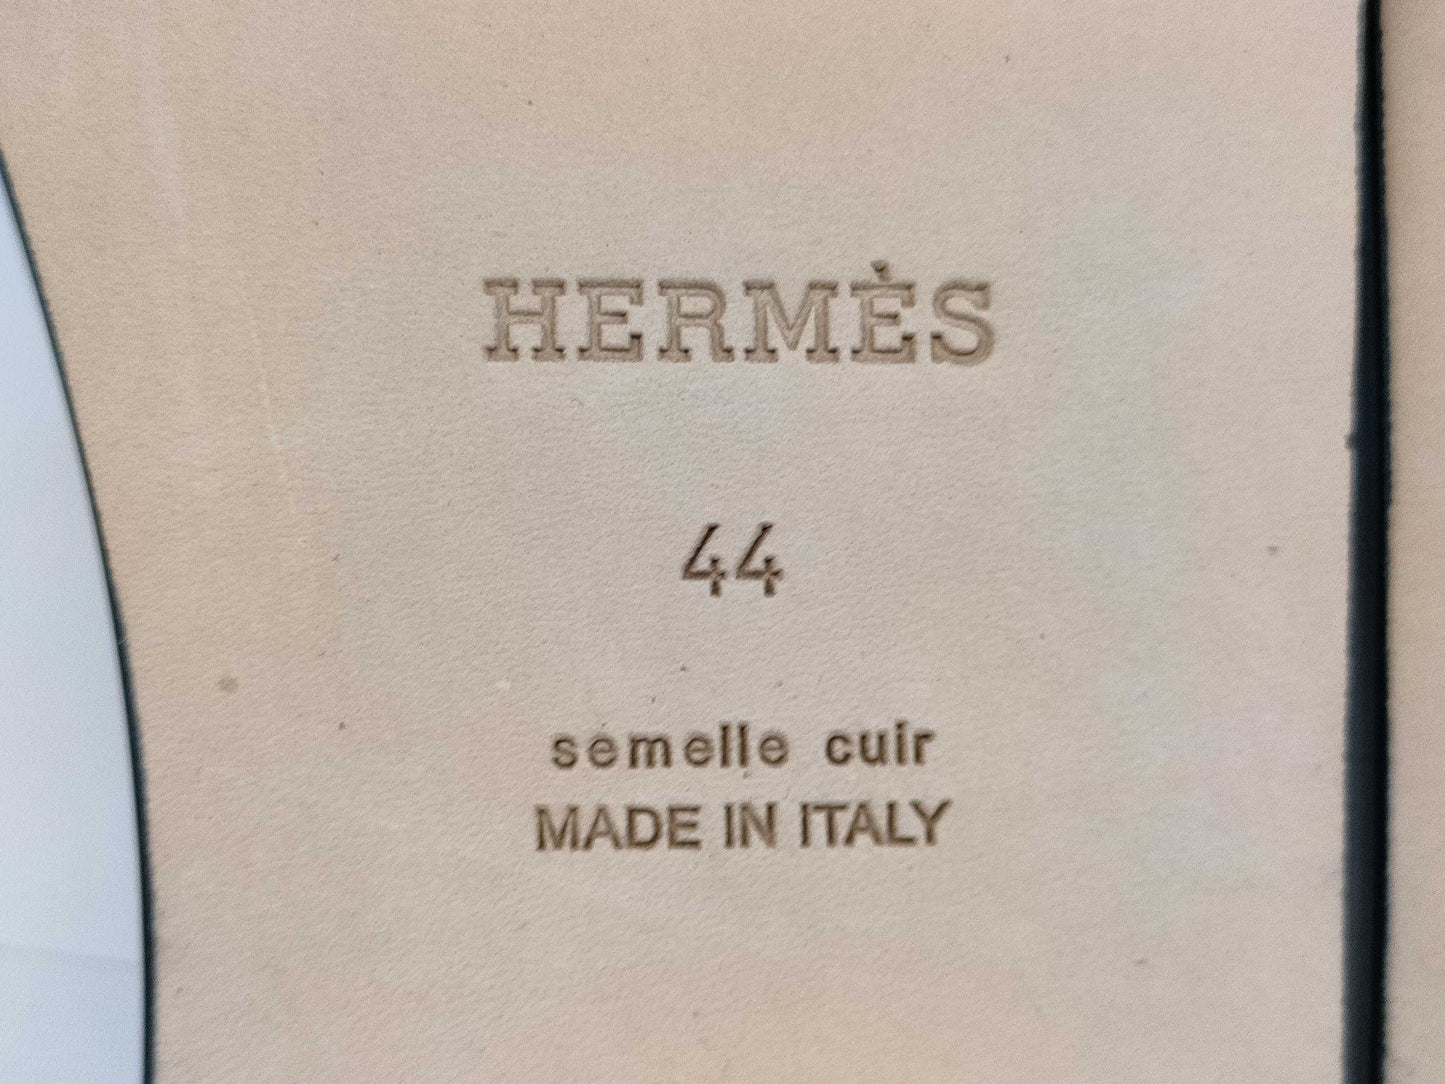 HERMÈS
44
semelle cuir
MADE IN ITALY